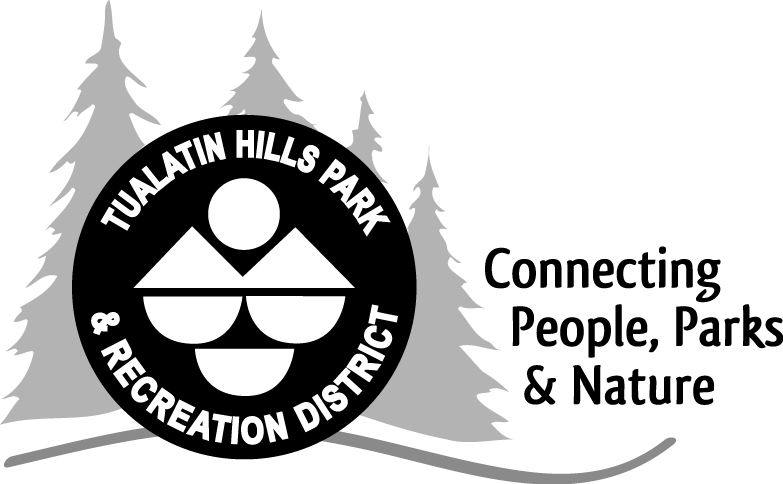 TUALATIN HILLS PARK
& RECREATION DISTRICT
Connecting
People, Parks
& Nature